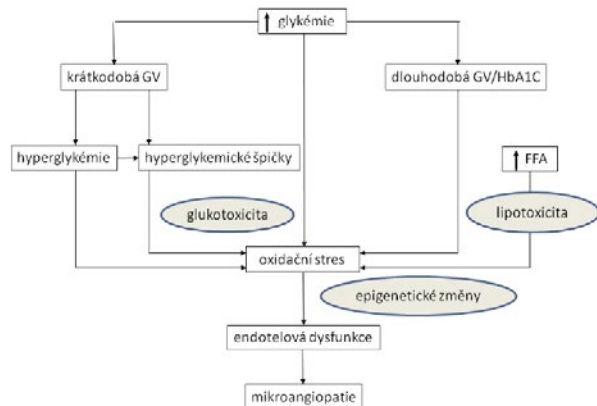 ↑ glykémie
krátkodobá GV
dlouhodobá GV/HbA1C
hyperglykémie
hyperglykemické špičky
↑ FFA
glukotoxicita
lipotoxicita
oxidační stres
epigenetické změny
endotelová dysfunkce
mikroangiopatie